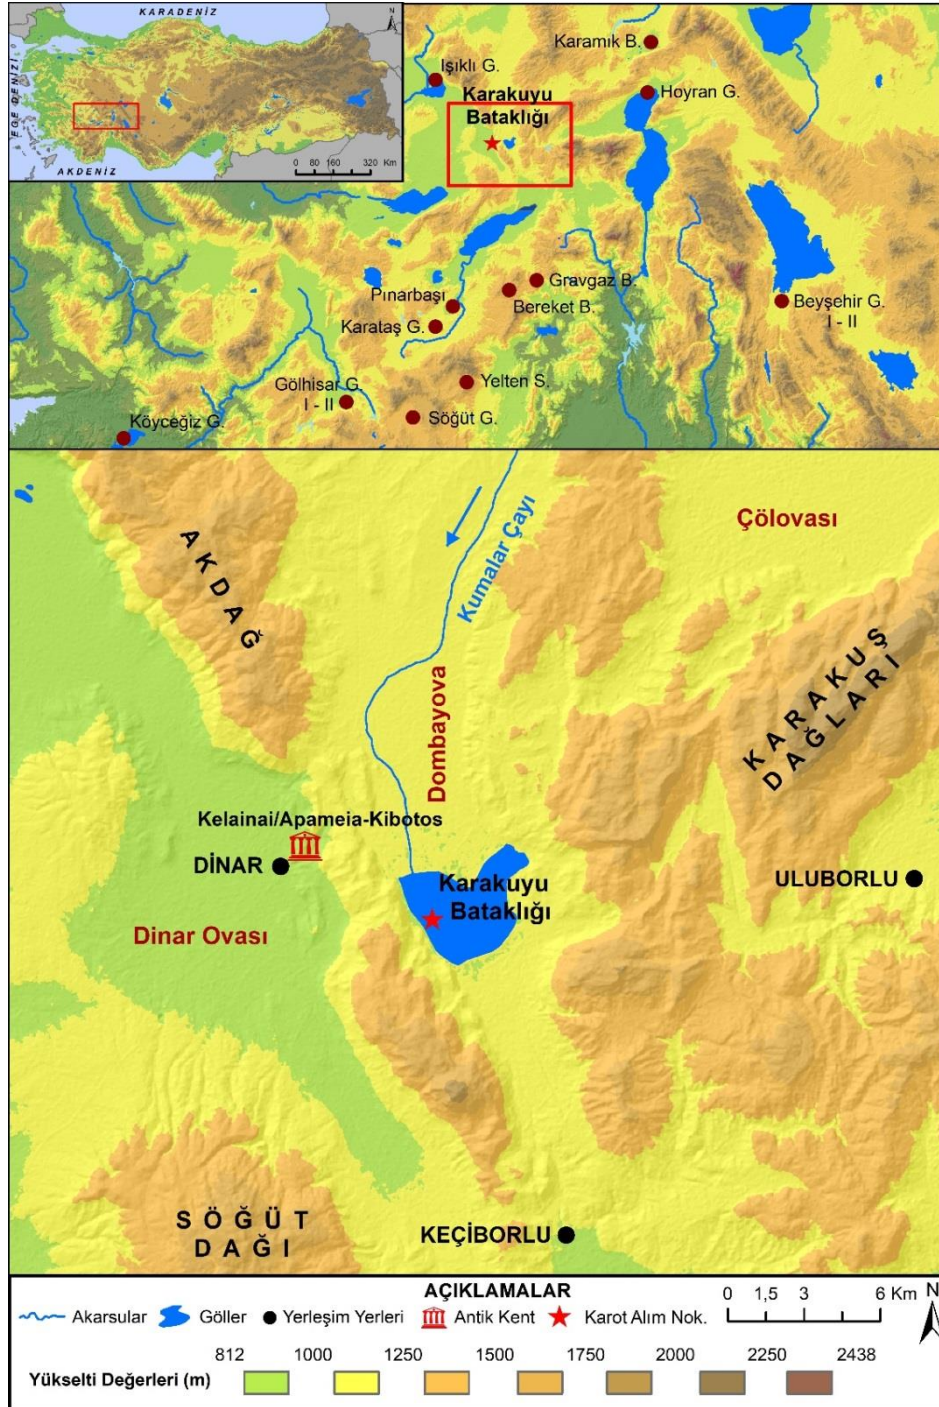 KARADENİZ
EGE DENİZİ
AKDENİZ
N
0 80 160 320 Km
Karamık B.
Işıklı G.
Hoyran G.
Karakuyu
Bataklığı
Gravgaz B.
Pınarbaşı
Bereket B.
Beyşehir G.
I - II
Karataş G.
Yelten S.
Gölhisar G.
I - II
Söğüt G.
Köyceğiz G.
Çölovası
AKDAĞ
Kumalar Çayı
KARAKUŞ
DAĞLARI
Dombayova
Kelainai/Apameia-Kibotos
DİNAR
Karakuyu
Bataklığı
ULUBORLU
Dinar Ovası
SÖĞÜT
DAĞI
KEÇİBORLU
AÇIKLAMALAR
0 1,5 3 6 Km
Akarsular Göller Yerleşim Yerleri Antik Kent Karot Alım Nok.
N
812 1000 1250 1500 1750 2000 2250 2438
Yükselti Değerleri (m)